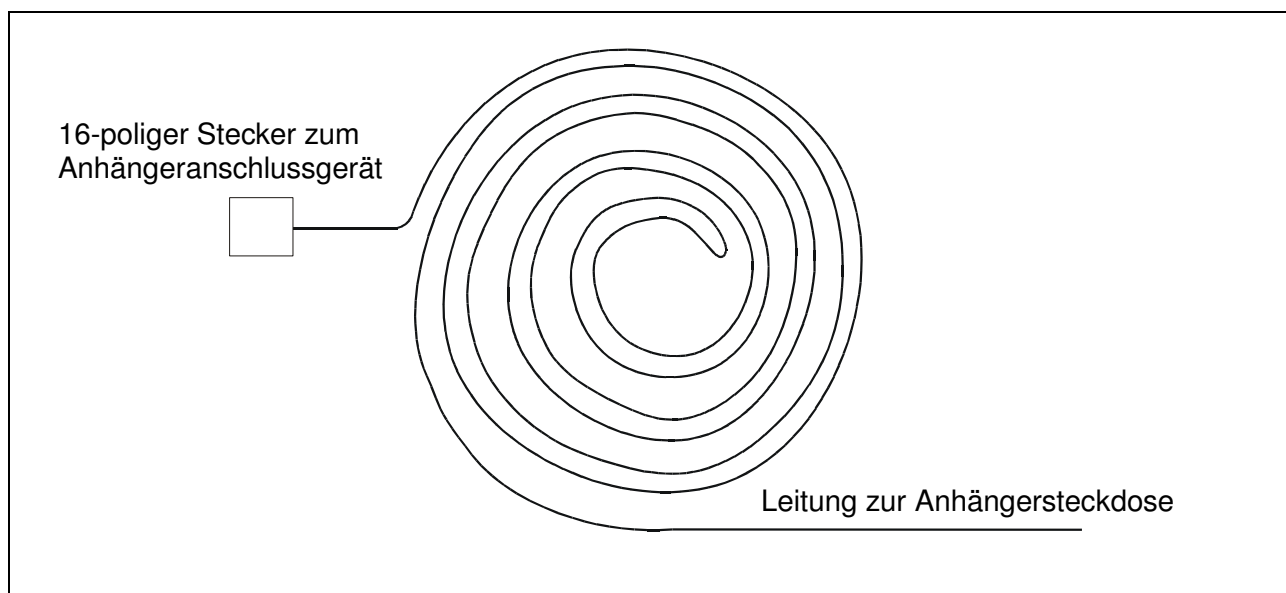 16-poliger Stecker zum
Anhängeranschlussgerät
Leitung zur Anhängersteckdose